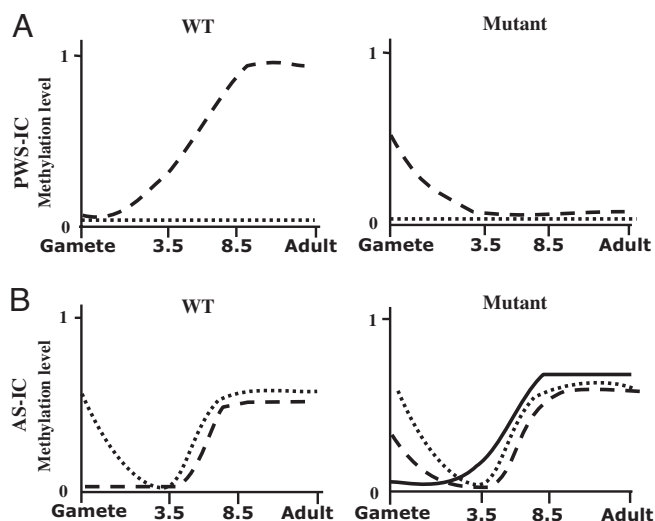 A
WT
Mutant
PWS-IC
Methylation level
1
0
Gamete 3.5 8.5 Adult
1
0
Gamete 3.5 8.5 Adult
B
WT
Mutant
AS-IC
Methylation level
1
0
Gamete 3.5 8.5 Adult
1
0
Gamete 3.5 8.5 Adult